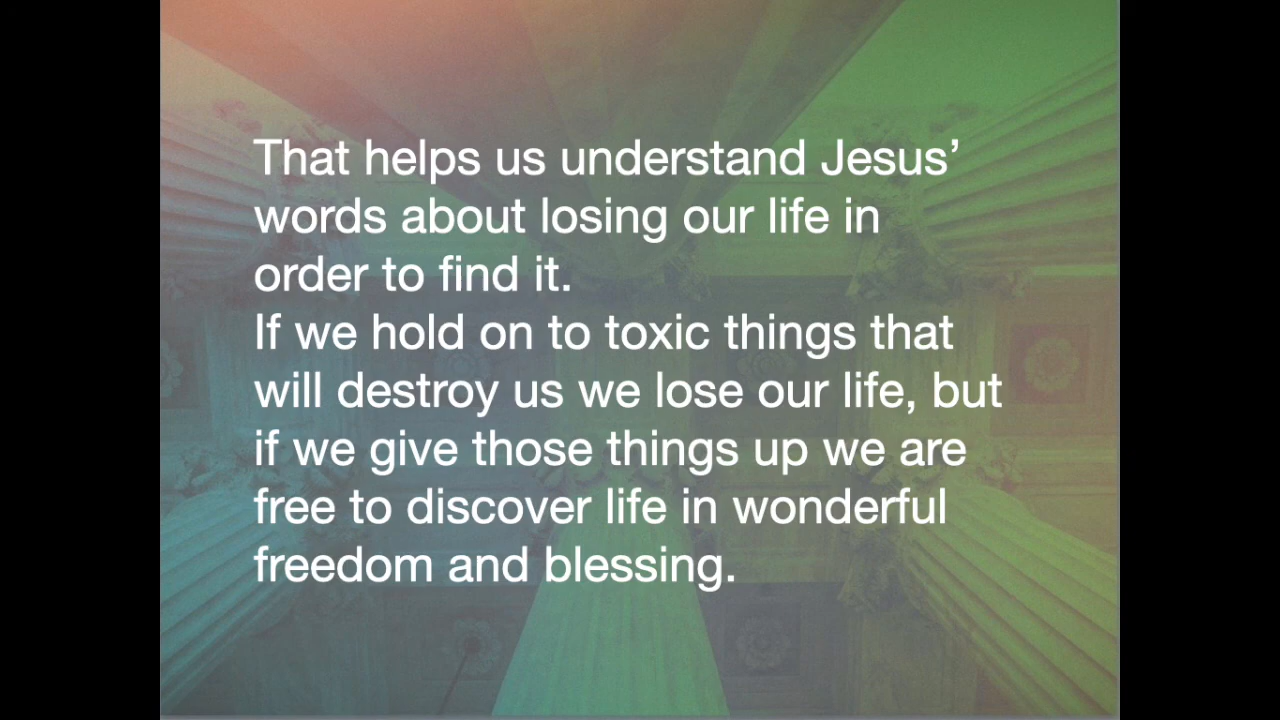 That helps us understand Jesus’
words about losing our life in
order to find it.
If we hold on to toxic things that
will destroy us we lose our life, but
if we give those things up we are
free to discover life in wonderful
freedom and blessing.